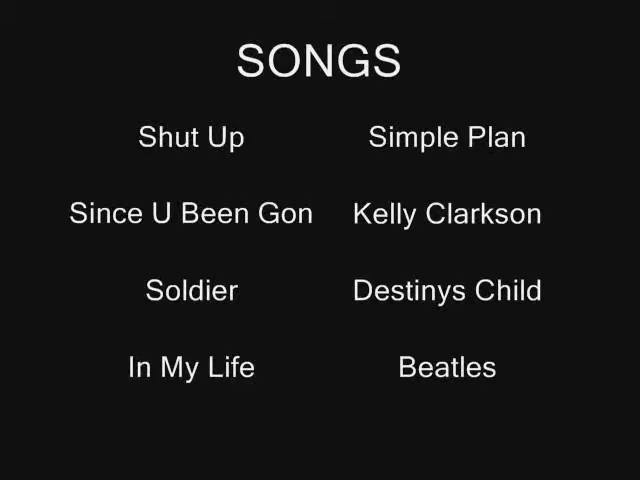 SONGS
Shut Up Simple Plan
Since U Been Gon Kelly Clarkson
Soldier Destinys Child
In My Life Beatles